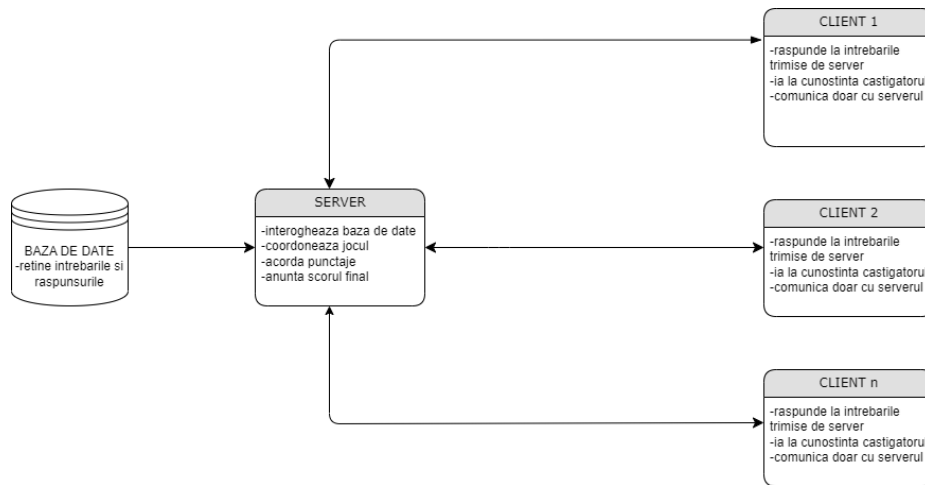 CLIENT 1
-raspunde la intrebarile
trimise de server
-ia la cunostinta castigatorul
-comunica doar cu serverul
BAZA DE DATE
-retine intrebarile si
raspunsurile
SERVER
-interogheaza baza de date
-coordoneaza jocul
-acorda punctaje
-anunta scorul final
CLIENT 2
-raspunde la intrebarile
trimise de server
-ia la cunostinta castigatorul
-comunica doar cu serverul
CLIENT n
-raspunde la intrebarile
trimise de server
-ia la cunostinta castigatorul
-comunica doar cu serverul